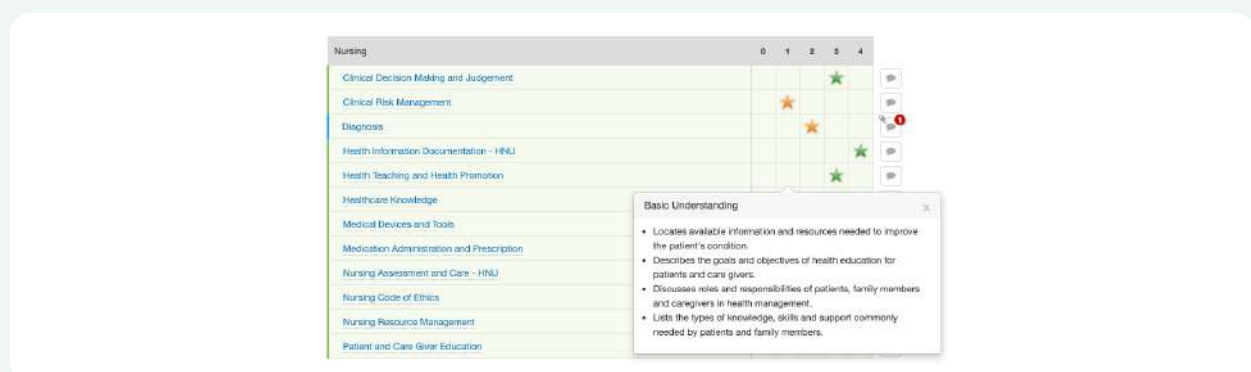 Nursing 0 1 2 3 4
Clinical Decision Making and Judgement
Clinical Risk Management
Diagnosis
1
Health Information Documentation - HNU
Health Teaching and Health Promotion
Healthcare Knowledge
Medical Devices and Tools
Medication Administration and Prescription
Nursing Assessment and Care - HNU
Nursing Code of Ethics
Nursing Resource Management
Patient and Care Giver Education
Basic Understanding x
• Locates available information and resources needed to improve
the patient's condition.
• Describes the goals and objectives of health education for
patients and care givers.
• Discusses roles and responsibilities of patients, family members
and caregivers in health management.
• Lists the types of knowledge, skills and support commonly
needed by patients and family members.